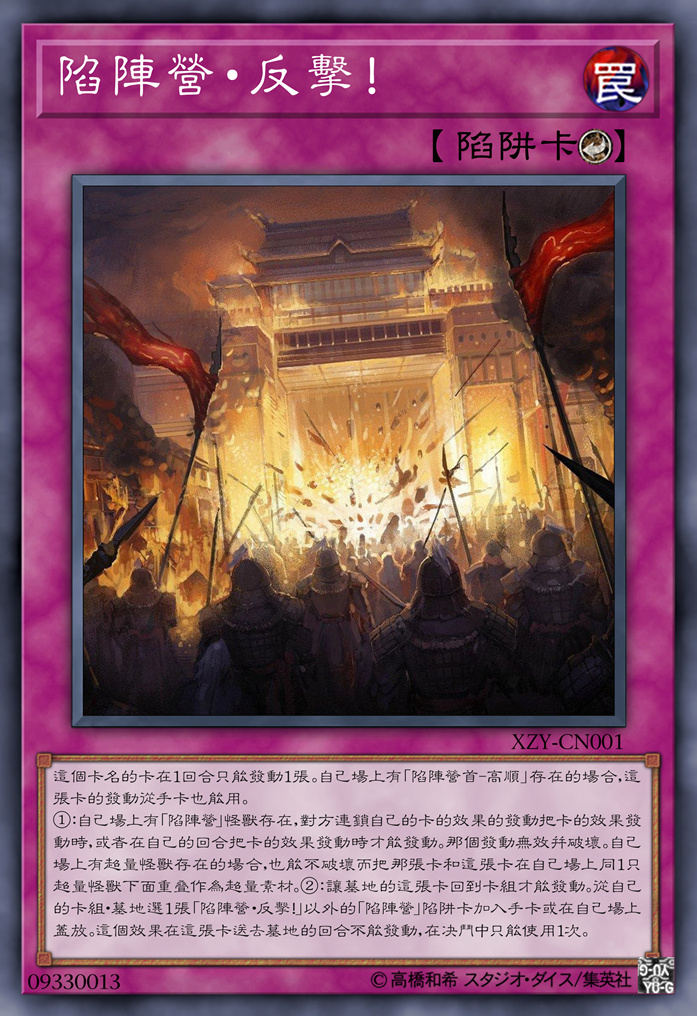 陷陣營·反擊!
罠
【陷阱卡】
XZY-CN001
這個卡名的卡在1回合只能發動1張。自己場上有「陷陣營首-高順」存在的場合,這
張卡的發動從手卡也能用。
①:自己場上有「陷陣營」怪獸存在,對方連鎖自己的卡的效果的發動把卡的效果發
動時,或者在自己的回合把卡的效果發動時才能發動。那個發動無效并破壞。自己
場上有超量怪獸存在的場合,也能不破壞而把那張卡和這張卡在自己場上同1只
超量怪獸下面重叠作為超量素材。②:讓墓地的這張卡回到卡組才能發動。從自己
的卡組·墓地選1張「陷陣營·反擊!」以外的「陷陣營」陷阱卡加入手卡或在自己場上
蓋放。這個效果在這張卡送去墓地的回合不能發動,在决鬥中只能使用1次。
09330013
©高橋和希 スタジオ・ダイス/集英社
YU-G